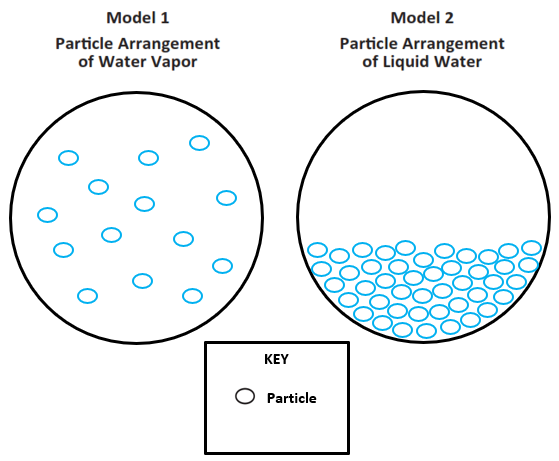 Model 1
Particle Arrangement
of Water Vapor
Model 2
Particle Arrangement
of Liquid Water
KEY
Particle